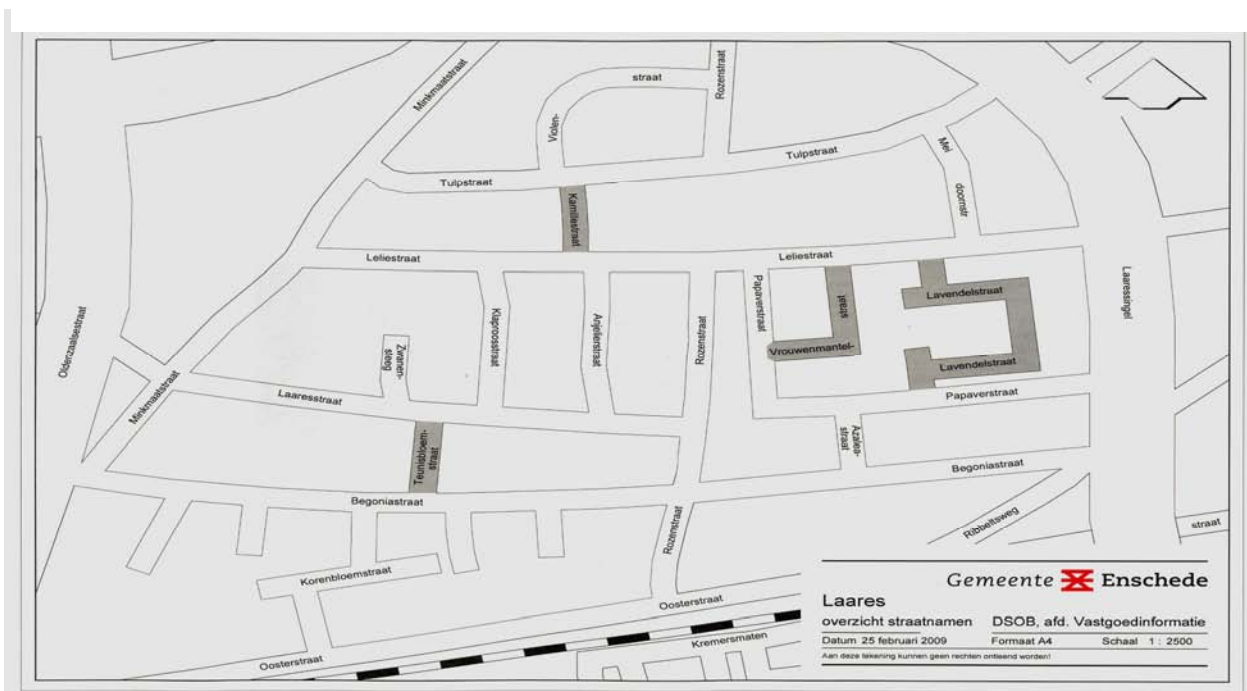 Minkmaatstraat
straat
Rozenstraat
Violen-
Tulpstraat
Tulpstraat
Mei
doornstr
Kamillestraat
Leliestraat
Leliestraat
Laaressingel
Oldenzaalsestraat
Klaproosstraat
Anjelierstraat
Rozenstraat
Papaverstraat
straat
Vrouwenmantel-
Lavendelstraat
Lavendelstraat
Zwanen-
steeg
Minkmaatstraat
Laaresstraat
Papaverstraat
Azalea-
straat
Teunisbloem-
straat
Begoniastraat
Begoniastraat
Ribbeltsweg
straat
Rozenstraat
Korenbloemstraat
Oosterstraat
Oosterstraat
Kremersmaten
Gemeente Enschede
Laares
overzicht straatnamen DSOB, afd. Vastgoedinformatie
Datum 25 februari 2009 Formaat A4 Schaal 1 : 2500
Aan deze tekening kunnen geen rechten ontleend worden!